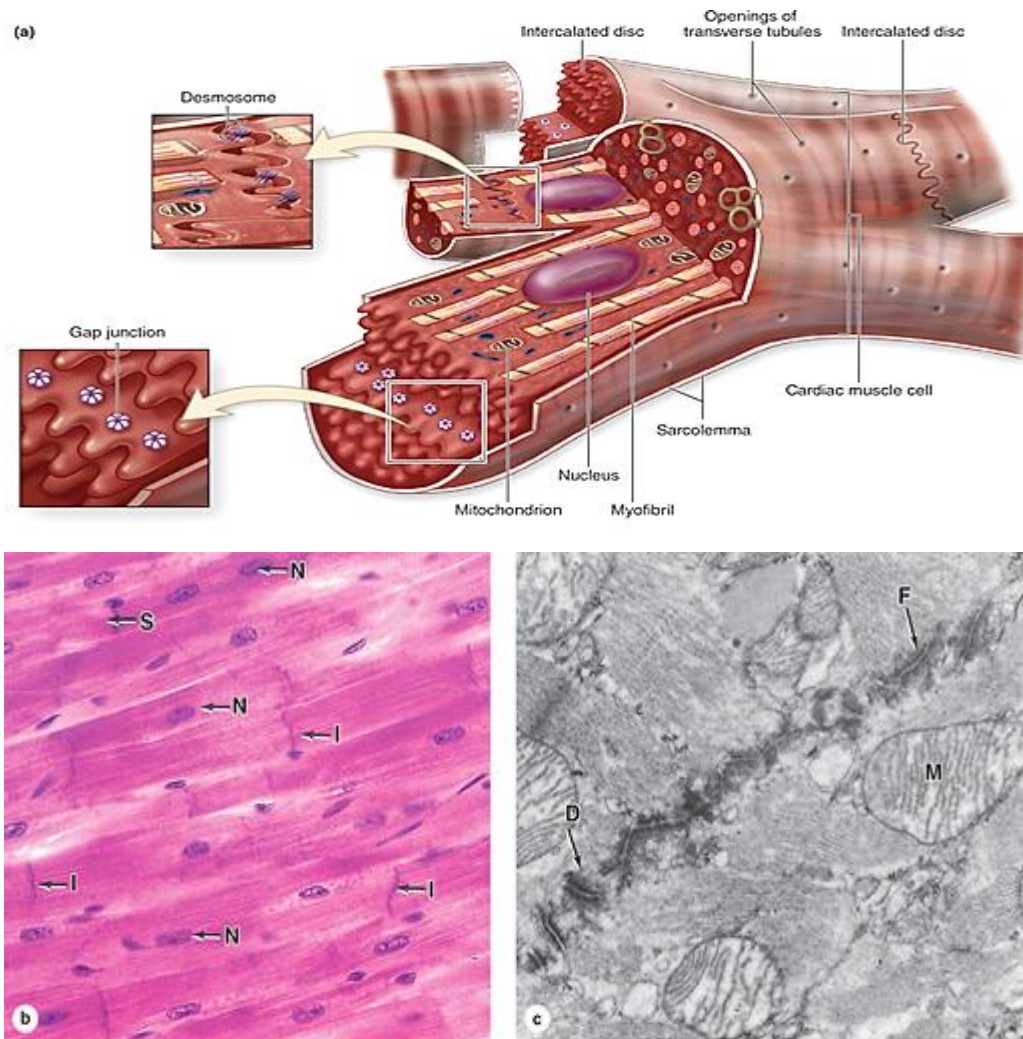 (a)
Intercalated disc
Openings of
transverse tubules
Intercalated disc
Desmosome
Gap junction
Cardiac muscle cell
Sarcolemma
Nucleus
Mitochondrion
Myofibril
N
S
N
I
I
I
N
b
F
M
D
c